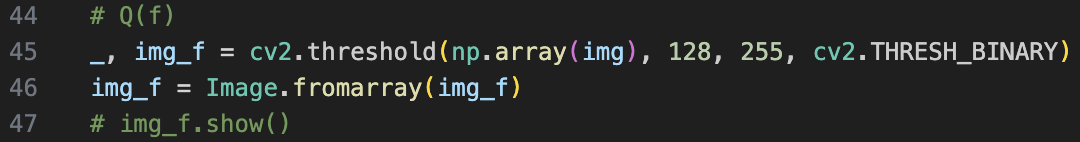 44 # Q(f)
45 _, img_f = cv2.threshold(np.array(img), 128, 255, cv2.THRESH_BINARY)
46 img_f = Image.fromarray(img_f)
47 # img_f.show()